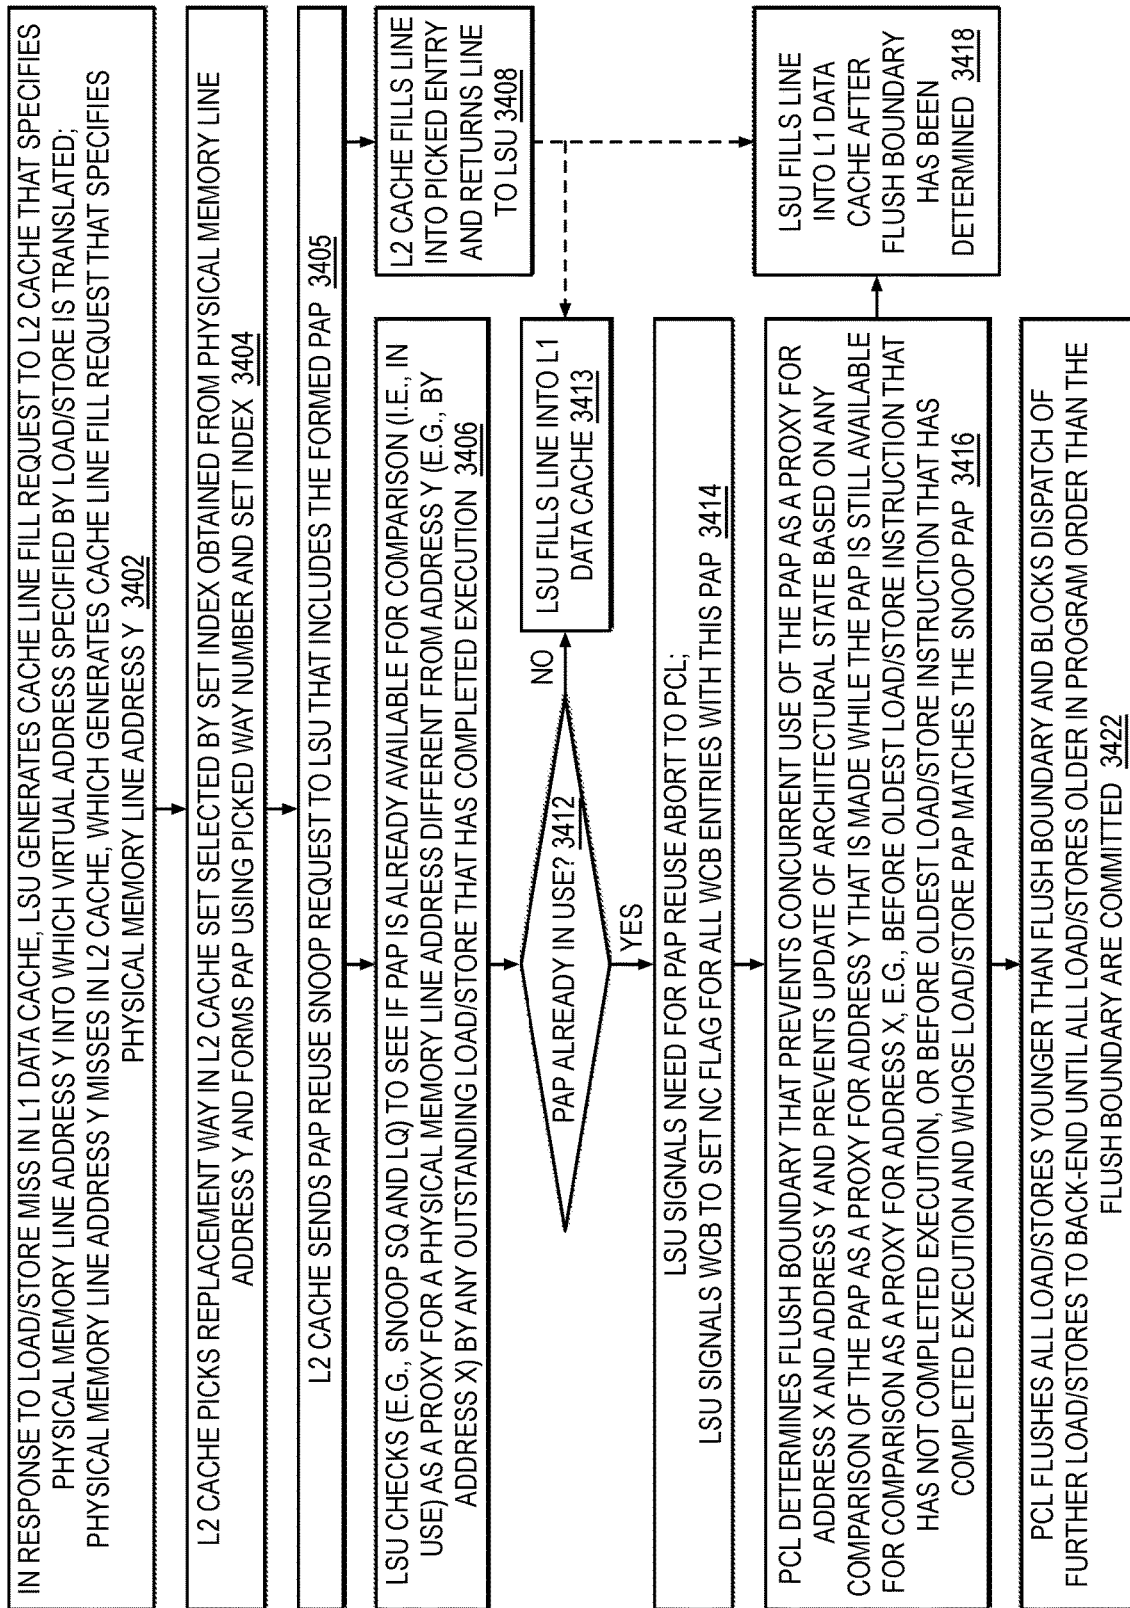 IN RESPONSE TO LOAD/STORE MISS IN L1 DATA CACHE, LSU GENERATES CACHE LINE FILL REQUEST TO L2 CACHE THAT SPECIFIES
PHYSICAL MEMORY LINE ADDRESS Y INTO WHICH VIRTUAL ADDRESS SPECIFIED BY LOAD/STORE IS TRANSLATED;
PHYSICAL MEMORY LINE ADDRESS Y MISSES IN L2 CACHE, WHICH GENERATES CACHE LINE FILL REQUEST THAT SPECIFIES
PHYSICAL MEMORY LINE ADDRESS Y 3402
L2 CACHE PICKS REPLACEMENT WAY IN L2 CACHE SET SELECTED BY SET INDEX OBTAINED FROM PHYSICAL MEMORY LINE
ADDRESS Y AND FORMS PAP USING PICKED WAY NUMBER AND SET INDEX 3404
L2 CACHE SENDS PAP REUSE SNOOP REQUEST TO LSU THAT INCLUDES THE FORMED PAP 3405
LSU CHECKS (E.G., SNOOP SQ AND LQ) TO SEE IF PAP IS ALREADY AVAILABLE FOR COMPARISON (I.E., IN
USE) AS A PROXY FOR A PHYSICAL MEMORY LINE ADDRESS DIFFERENT FROM ADDRESS Y (E.G., BY
ADDRESS X) BY ANY OUTSTANDING LOAD/STORE THAT HAS COMPLETED EXECUTION 3406
L2 CACHE FILLS LINE
INTO PICKED ENTRY
AND RETURNS LINE
TO LSU 3408
PAP ALREADY IN USE? 3412
NO
YES
LSU FILLS LINE INTO L1
DATA CACHE 3413
LSU SIGNALS NEED FOR PAP REUSE ABORT TO PCL;
LSU SIGNALS WCB TO SET NC FLAG FOR ALL WCB ENTRIES WITH THIS PAP 3414
PCL DETERMINES FLUSH BOUNDARY THAT PREVENTS CONCURRENT USE OF THE PAP AS A PROXY FOR
ADDRESS X AND ADDRESS Y AND PREVENTS UPDATE OF ARCHITECTURAL STATE BASED ON ANY
COMPARISON OF THE PAP AS A PROXY FOR ADDRESS Y THAT IS MADE WHILE THE PAP IS STILL AVAILABLE
FOR COMPARISON AS A PROXY FOR ADDRESS X, E.G., BEFORE OLDEST LOAD/STORE INSTRUCTION THAT
HAS NOT COMPLETED EXECUTION, OR BEFORE OLDEST LOAD/STORE INSTRUCTION THAT HAS
COMPLETED EXECUTION AND WHOSE LOAD/STORE PAP MATCHES THE SNOOP PAP 3416
LSU FILLS LINE
INTO L1 DATA
CACHE AFTER
FLUSH BOUNDARY
HAS BEEN
DETERMINED 3418
PCL FLUSHES ALL LOAD/STORES YOUNGER THAN FLUSH BOUNDARY AND BLOCKS DISPATCH OF
FURTHER LOAD/STORES TO BACK-END UNTIL ALL LOAD/STORES OLDER IN PROGRAM ORDER THAN THE
FLUSH BOUNDARY ARE COMMITTED 3422